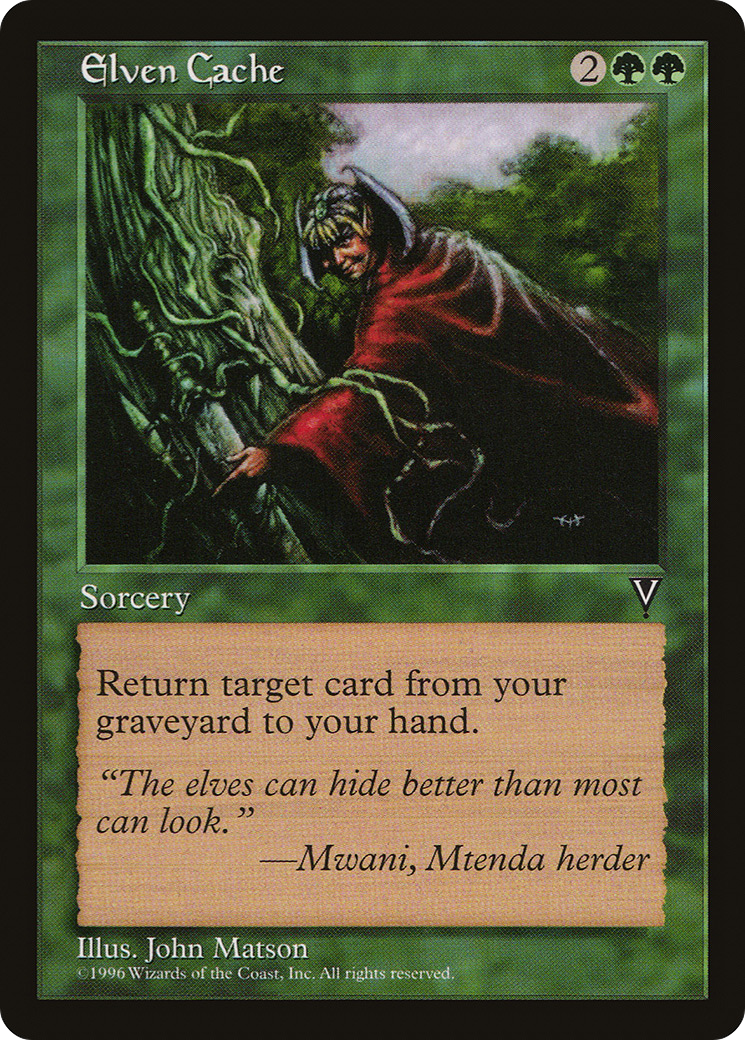 Elven Cache 2
Sorcery V
Return target card from your
graveyard to your hand.
“The elves can hide better than most
can look.”
—Mwani, Mtenda herder
Illus. John Matson
©1996 Wizards of the Coast, Inc. All rights reserved.